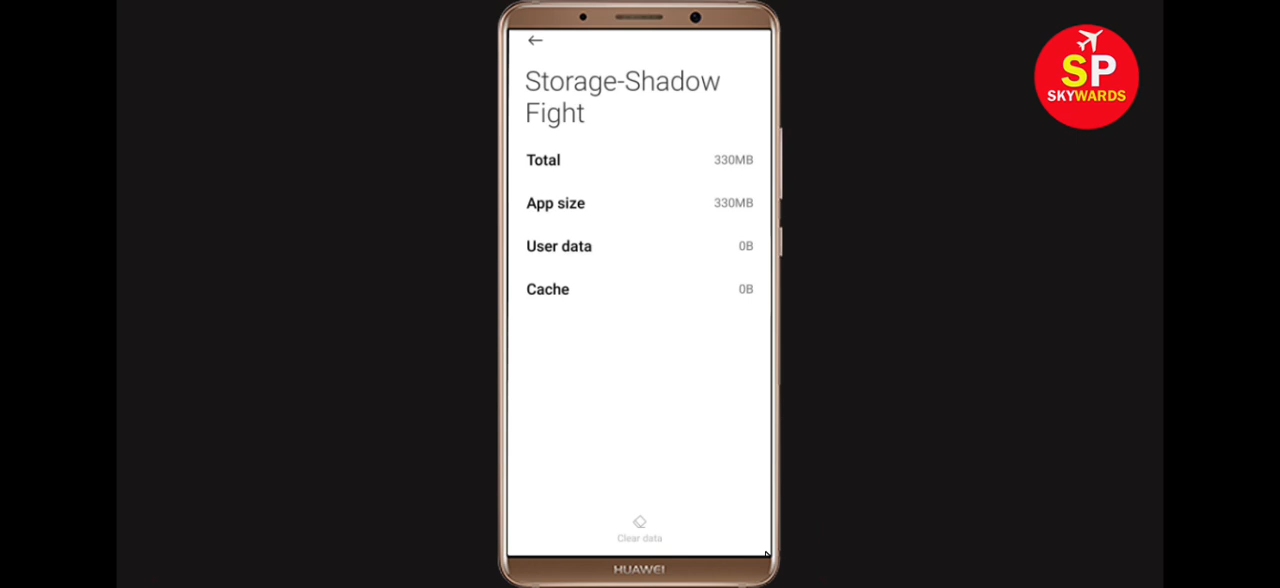 Storage-Shadow
Fight
Total 330MB
App size 330MB
User data 0B
Cache 0B
Clear data
HUAWEI
SP
SKYWARDS